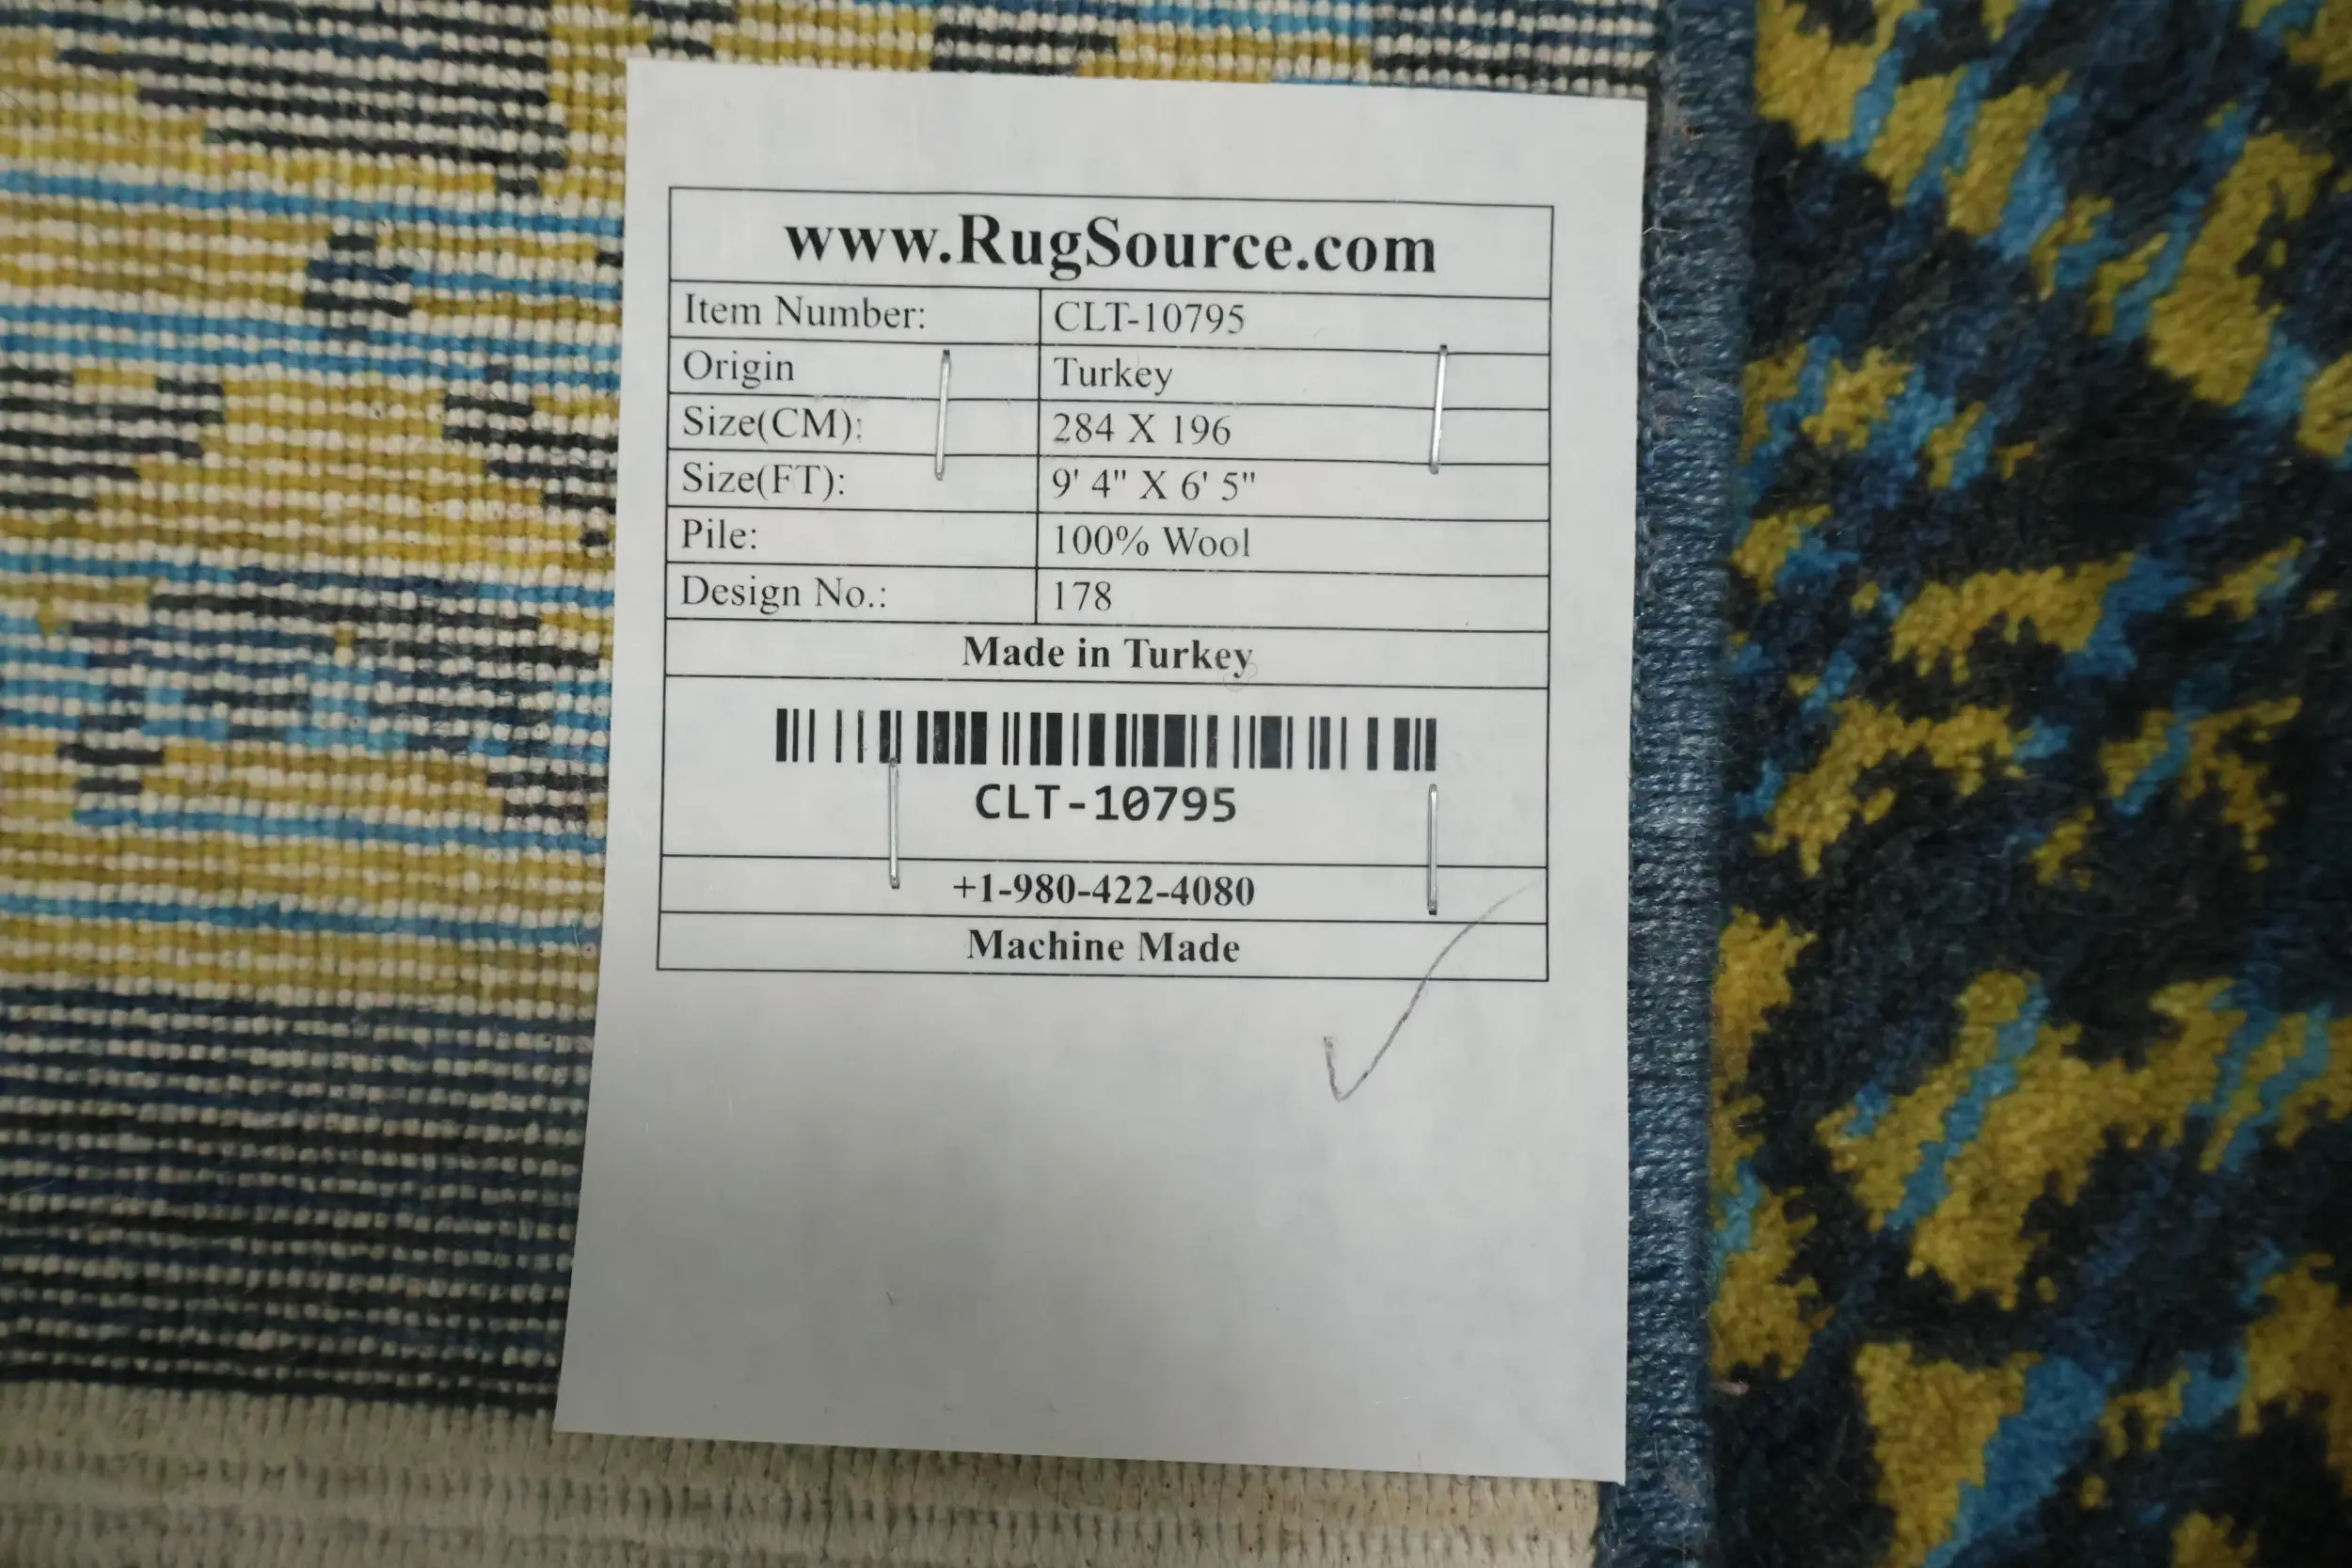 www.RugSource.com
Item Number: CLT-10795
Origin Turkey
Size(CM): 284 X 196
Size(FT): 9' 4" X 6' 5"
Pile: 100% Wool
Design No.: 178
Made in Turkey
CLT-10795
+1-980-422-4080
Machine Made